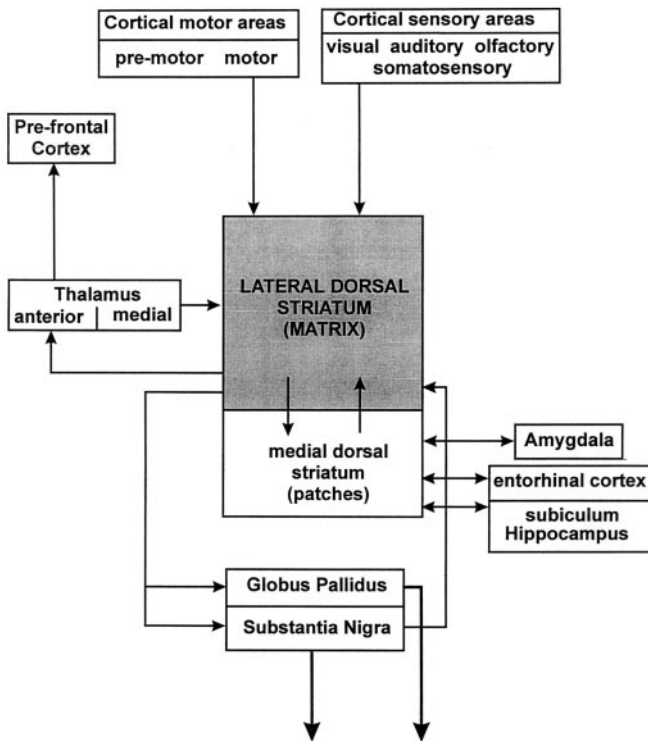 Cortical motor areas
pre-motor motor
Cortical sensory areas
visual auditory olfactory
somatosensory
Pre-frontal
Cortex
Thalamus
anterior medial
LATERAL DORSAL
STRIATUM
(MATRIX)
medial dorsal
striatum
(patches)
Amygdala
entorhinal cortex
subiculum
Hippocampus
Globus Pallidus
Substantia Nigra